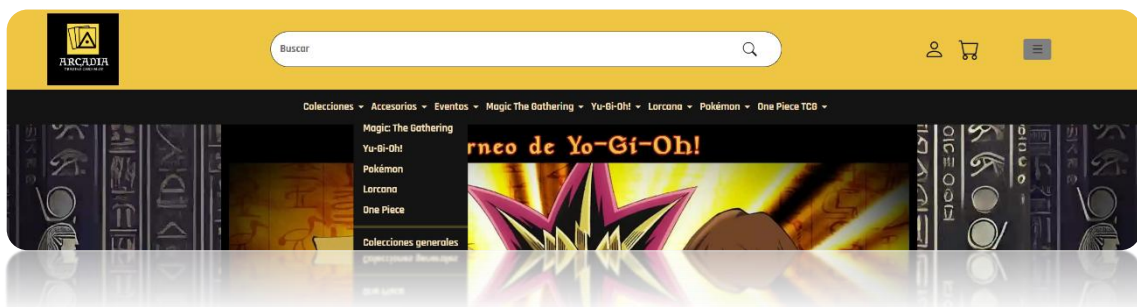 ARCADIA
Buscar
Colecciones Accesorios Eventos Magic The Gathering Yu-Gi-Oh! Lorcana Pokémon One Piece TCG
Magic: The Gathering
Yu-Gi-Oh!
Pokémon
Lorcana
One Piece
Colecciones generales
rneo de Yo-Gi-Oh!